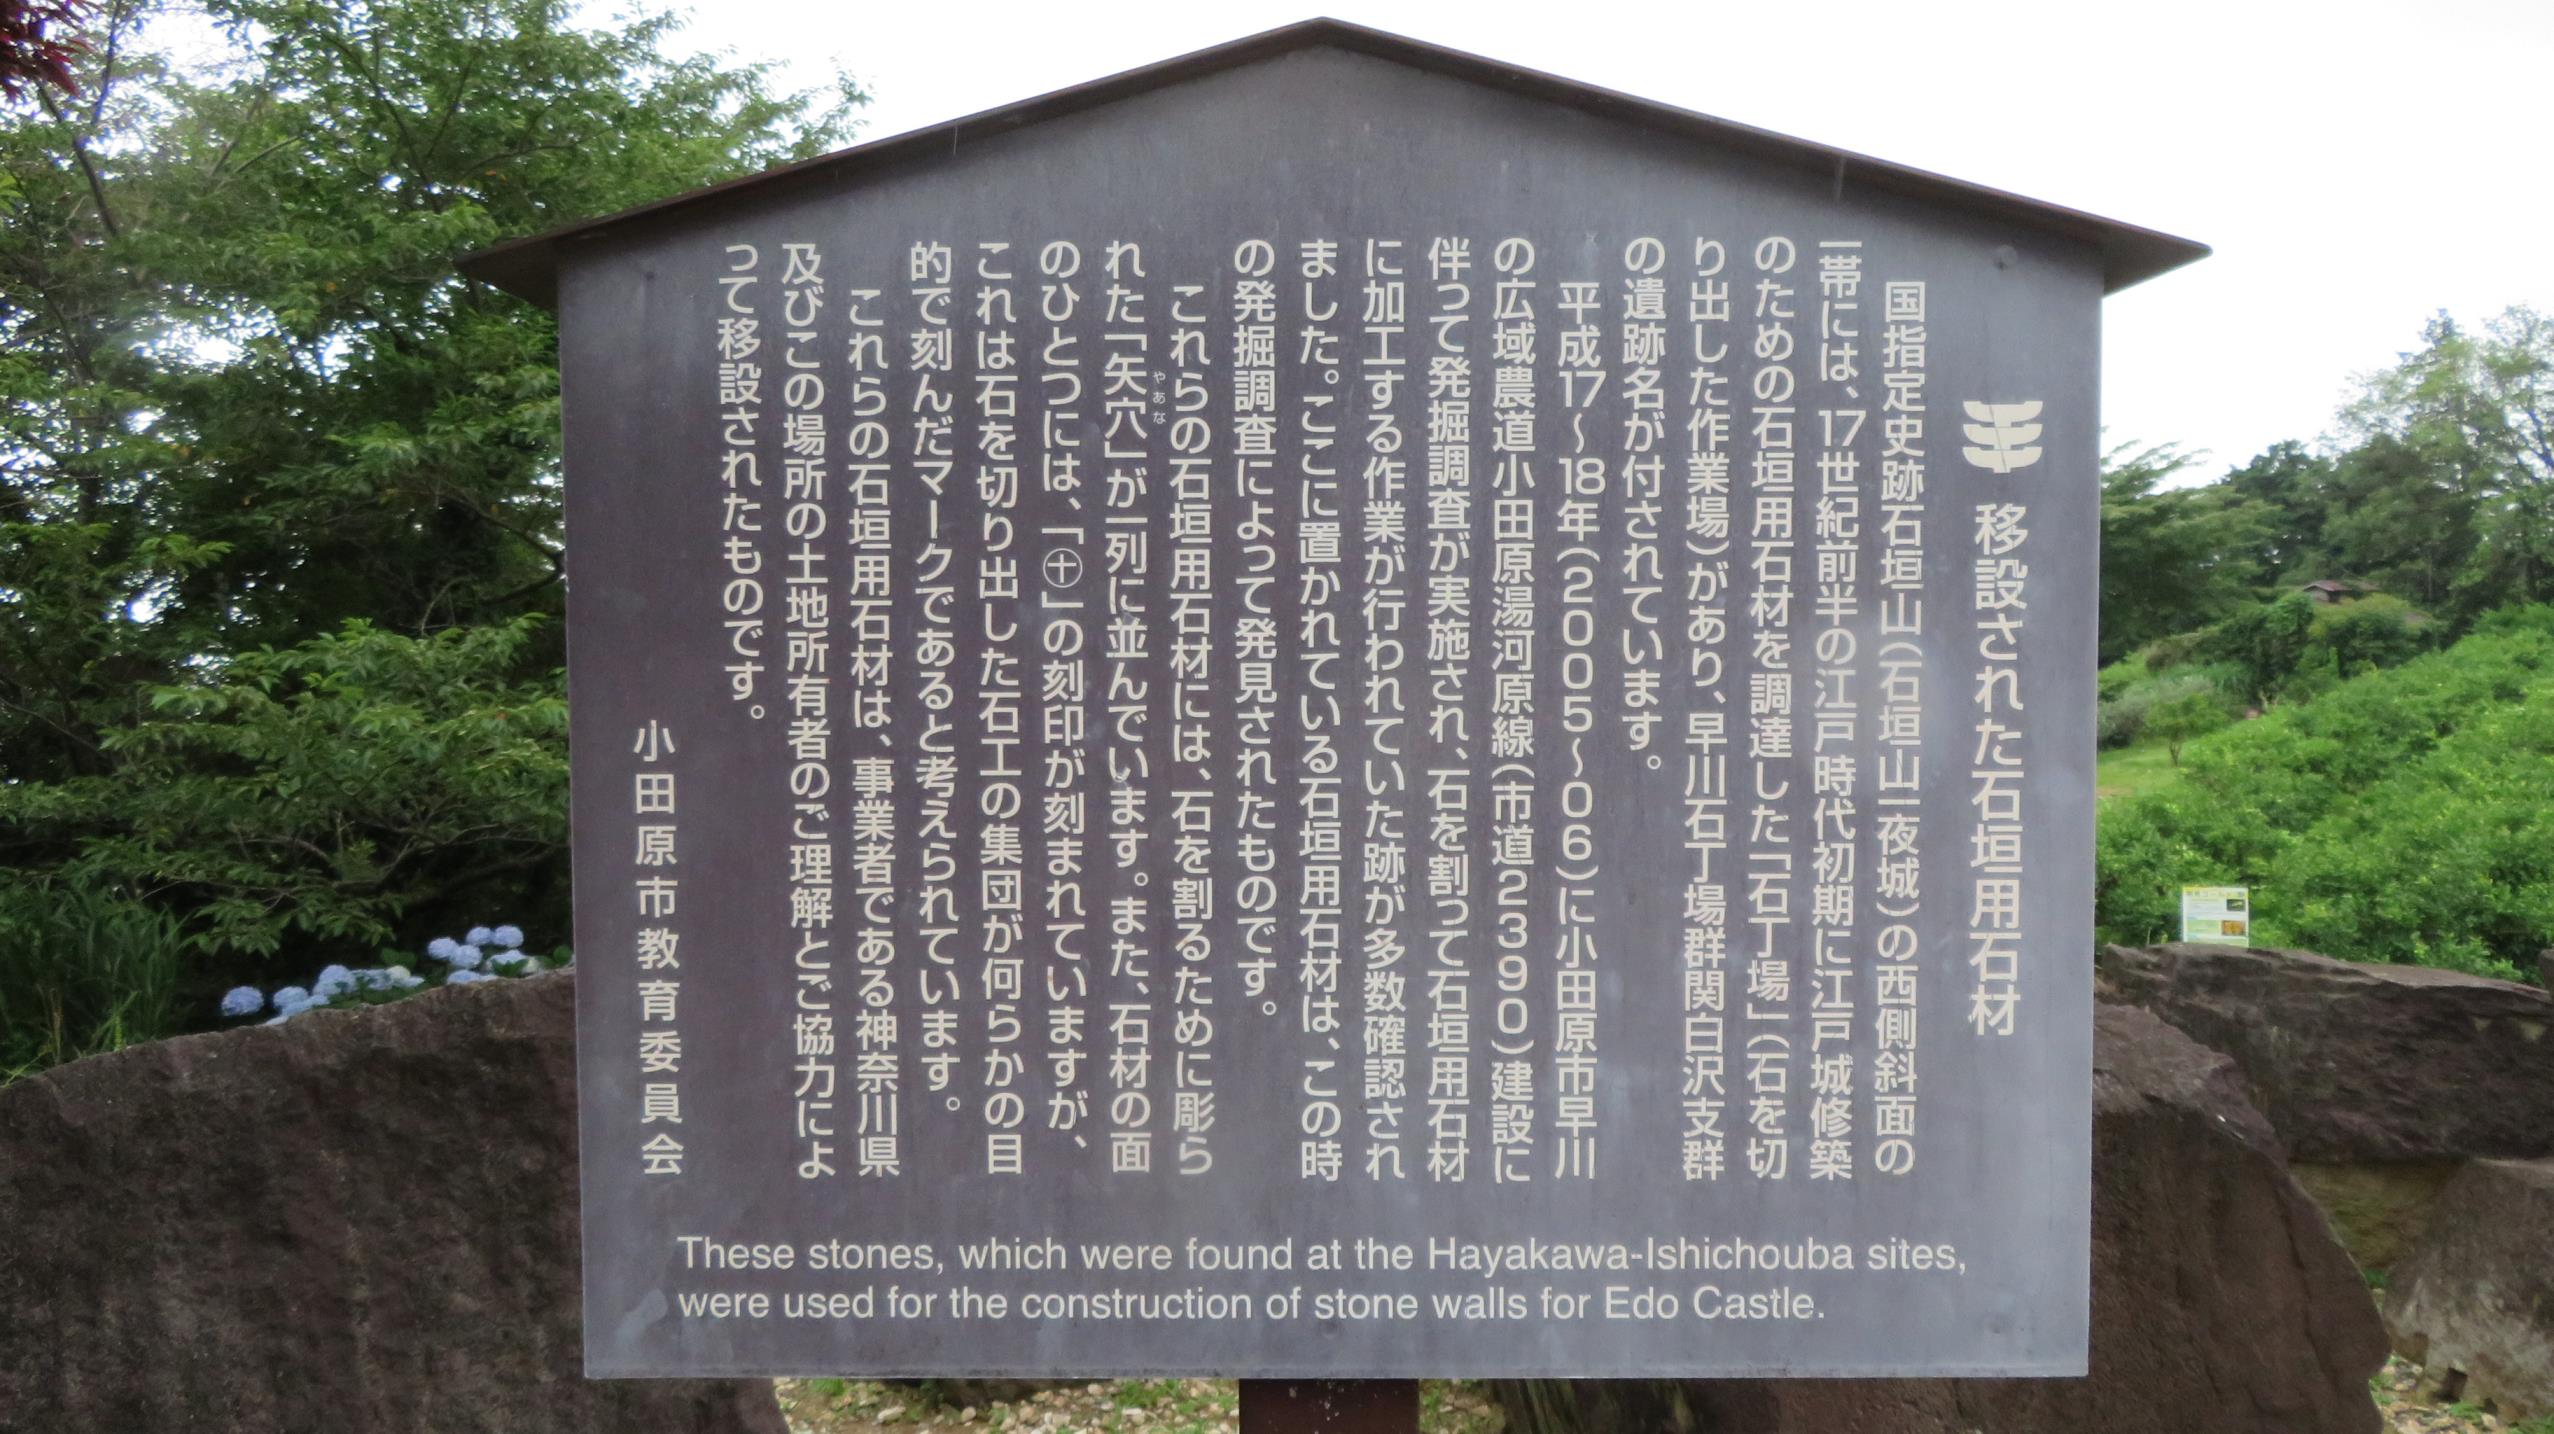 移設された石垣用石材
国指定史跡石垣山（石垣山一夜城）の西側斜面の
一帯には、17世紀前半の江戸時代初期に江戸城修築
のための石垣用石材を調達した「石丁場」（石を切
り出した作業場）があり、早川石丁場群関白沢支群
の遺跡名が付されています。
平成17〜18年（2005〜06）に小田原市早川
の広域農道小田原湯河原線（市道2390）建設に
伴って発掘調査が実施され、石を割って石垣用石材
に加工する作業が行われていた跡が多数確認され
ました。ここに置かれている石垣用石材は、この時
の発掘調査によって発見されたものです。
これらの石垣用石材には、石を割るために彫ら
れた「矢穴」が一列に並んでいます。また、石材の面
やあな
のひとつには、「㊉」の刻印が刻まれていますが、
これは石を切り出した石工の集団が何らかの目
的で刻んだマークであると考えられています。
これらの石垣用石材は、事業者である神奈川県
及びこの場所の土地所有者のご理解とご協力によ
って移設されたものです。
小田原市教育委員会
These stones, which were found at the Hayakawa-Ishichouba sites,
were used for the construction of stone walls for Edo Castle.